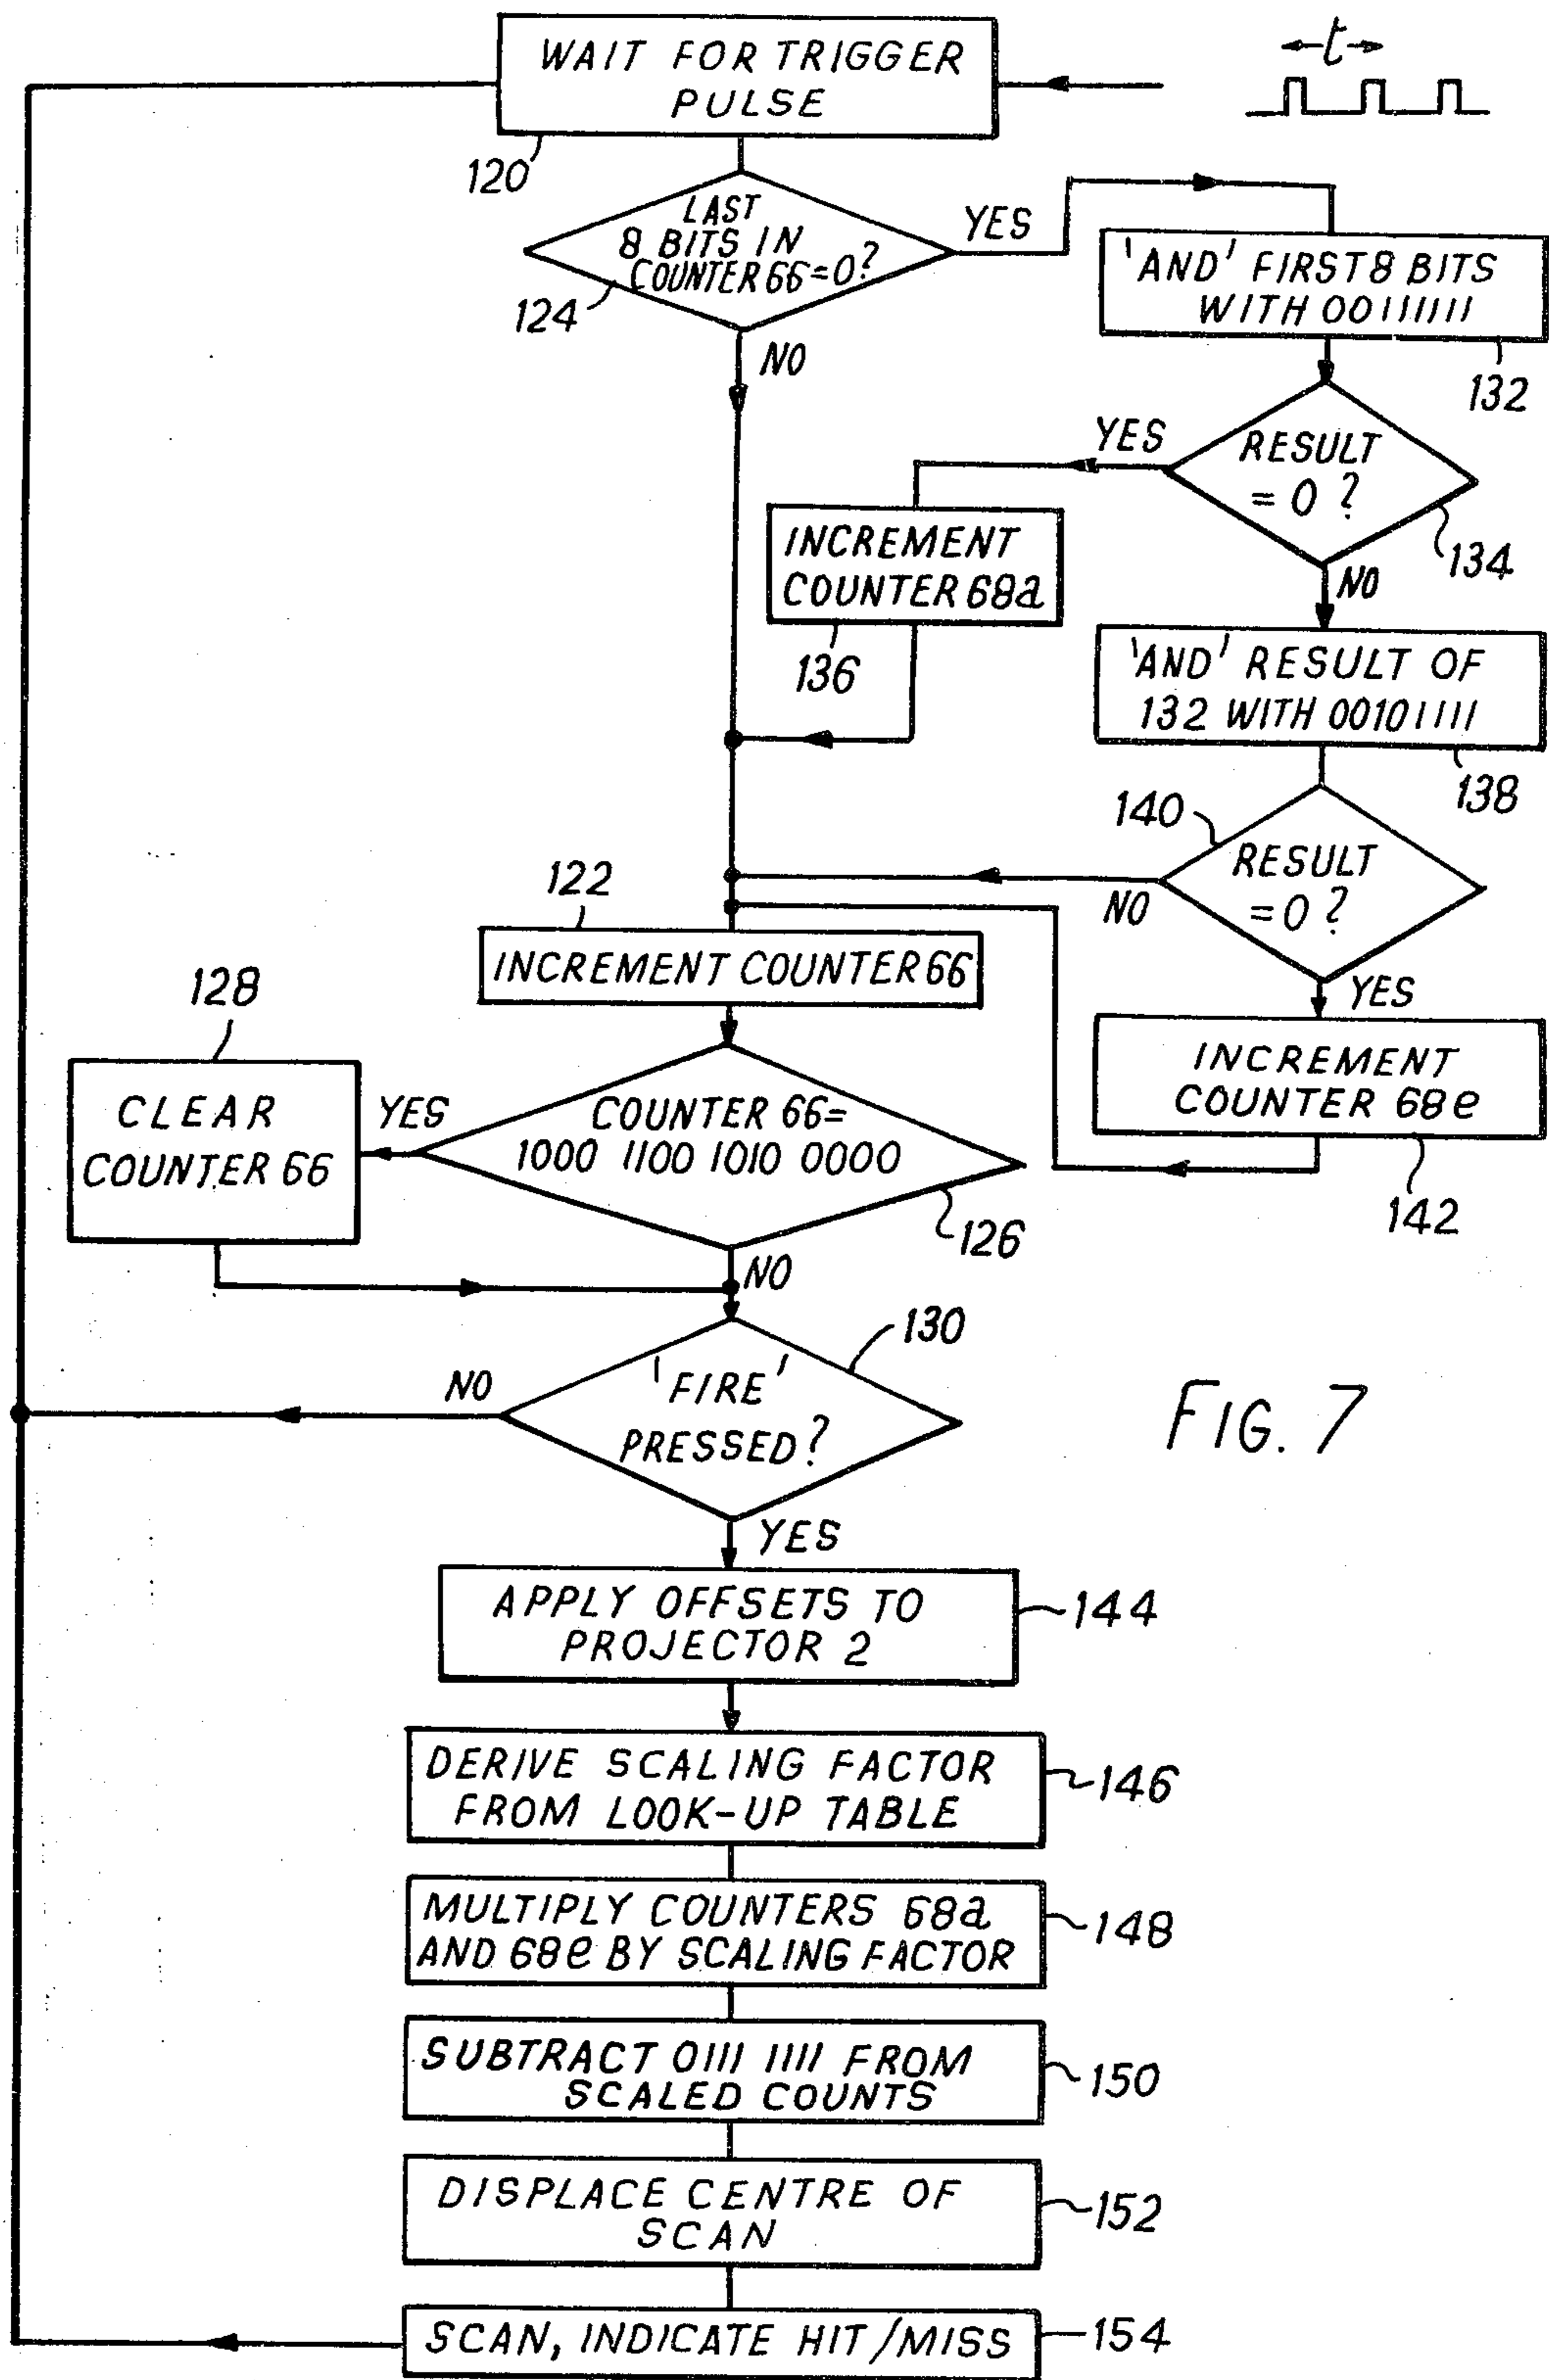 WAIT FOR TRIGGER
PULSE
t
120
LAST
8 BITS IN
COUNTER 66=0?
124
YES
NO
'AND' FIRST 8 BITS
WITH 00111111
132
RESULT
= 0 ?
134
YES
NO
INCREMENT
COUNTER 68a
136
'AND' RESULT OF
132 WITH 00101111
138
140
RESULT
= 0 ?
NO
YES
122
INCREMENT COUNTER 66
128
CLEAR
COUNTER 66
YES
COUNTER 66=
1000 1100 1010 0000
126
NO
INCREMENT
COUNTER 68e
142
130
'FIRE'
PRESSED?
NO
YES
FIG. 7
APPLY OFFSETS TO
PROJECTOR 2
144
DERIVE SCALING FACTOR
FROM LOOK-UP TABLE
146
MULTIPLY COUNTERS 68a
AND 68e BY SCALING FACTOR
148
SUBTRACT 0111 1111 FROM
SCALED COUNTS
150
DISPLACE CENTRE OF
SCAN
152
SCAN, INDICATE HIT/MISS
154